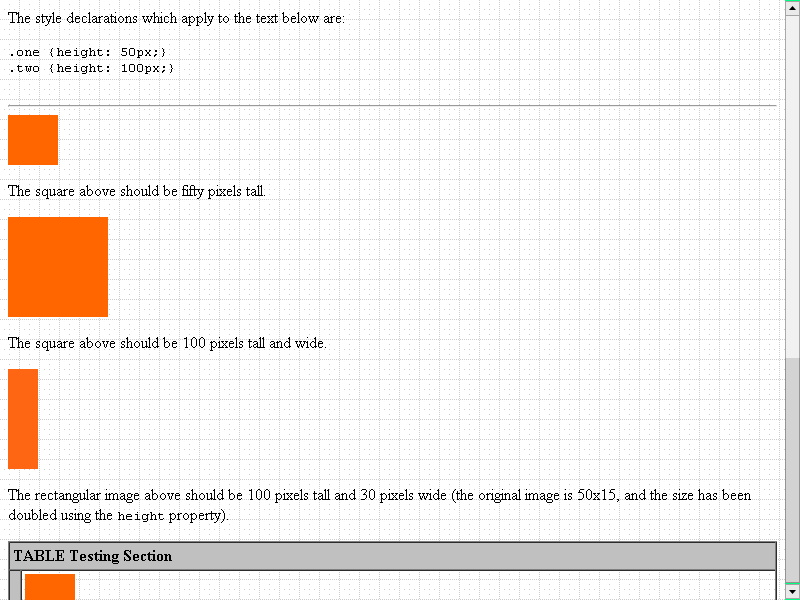 The style declarations which apply to the text below are:
.one {height: 50px;}
.two {height: 100px;}
The square above should be fifty pixels tall.
The square above should be 100 pixels tall and wide.
The rectangular image above should be 100 pixels tall and 30 pixels wide (the original image is 50x15, and the size has been
doubled using the height property).
TABLE Testing Section